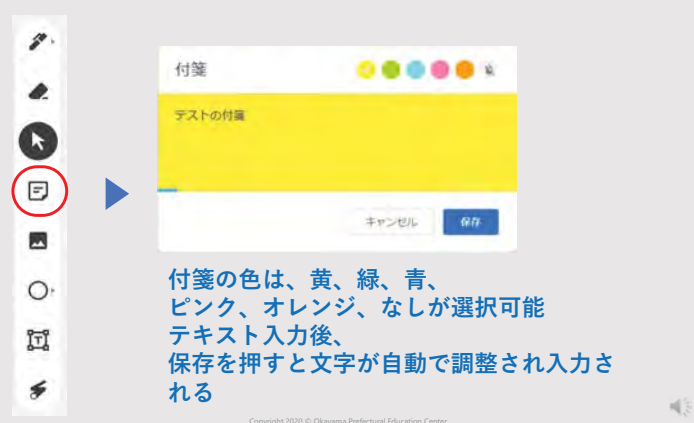 付箋
テストの付箋
キャンセル
保存
T
付箋の色は、黄、緑、青、
ピンク、オレンジ、なしが選択可能
テキスト入力後、
保存を押すと文字が自動で調整され入力さ
れる
Copyright 2020 © Okayama Prefectural Education Center